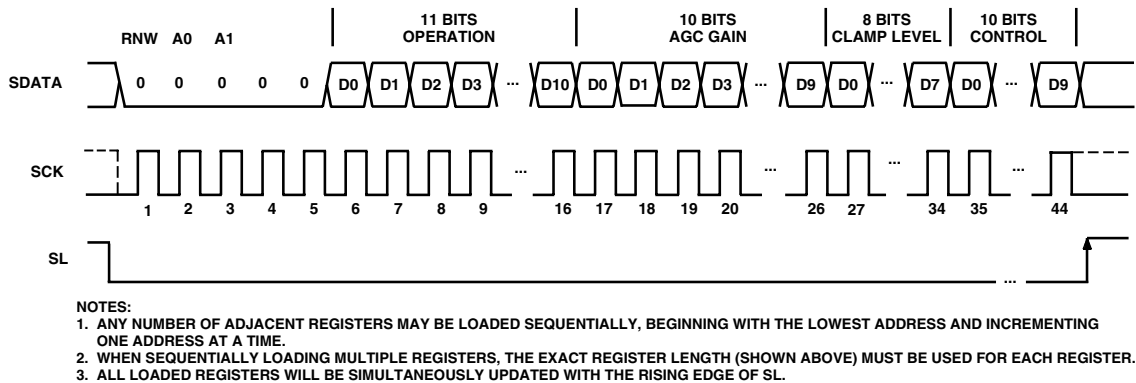 11 BITS OPERATION 10 BITS AGC GAIN 8 BITS CLAMP LEVEL 10 BITS CONTROL
RNW A0 A1
SDATA 0 0 0 0 0 D0 D1 D2 D3 ... D10 D0 D1 D2 D3 ... D9 D0 ... D7 D0 ... D9
SCK ... ... ... ...
1 2 3 4 5 6 7 8 9 16 17 18 19 20 26 27 34 35 44
SL ...
NOTES:
1. ANY NUMBER OF ADJACENT REGISTERS MAY BE LOADED SEQUENTIALLY, BEGINNING WITH THE LOWEST ADDRESS AND INCREMENTING
ONE ADDRESS AT A TIME.
2. WHEN SEQUENTIALLY LOADING MULTIPLE REGISTERS, THE EXACT REGISTER LENGTH (SHOWN ABOVE) MUST BE USED FOR EACH REGISTER.
3. ALL LOADED REGISTERS WILL BE SIMULTANEOUSLY UPDATED WITH THE RISING EDGE OF SL.